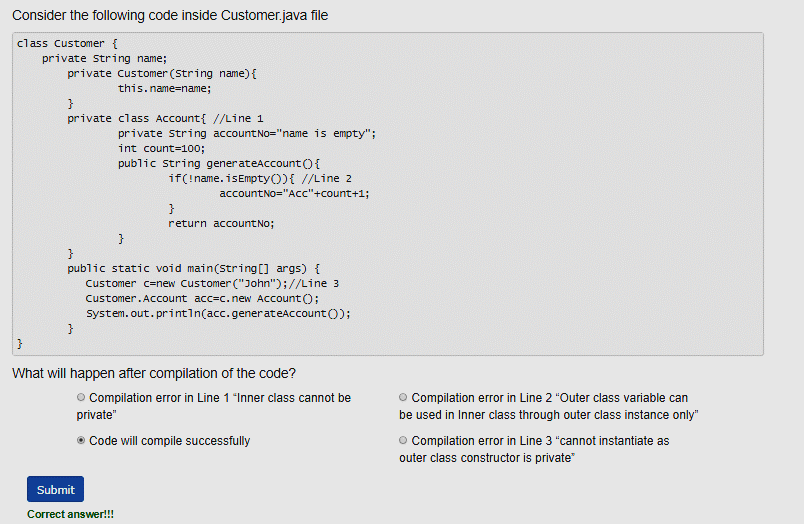 Consider the following code inside Customer.java file
class Customer {
private String name;
private Customer(String name){
this.name=name;
}
private class Account{ //Line 1
private String accountNo="name is empty";
int count=100;
public String generateAccount(){
if(!name.isEmpty()){ //Line 2
accountNo="Acc"+count+1;
}
return accountNo;
}
}
public static void main(String[] args) {
Customer c=new Customer("John");//Line 3
Customer.Account acc=c.new Account();
System.out.println(acc.generateAccount());
}
}
What will happen after compilation of the code?
Compilation error in Line 1 “Inner class cannot be
private”
Compilation error in Line 2 “Outer class variable can
be used in Inner class through outer class instance only”
Code will compile successfully
Compilation error in Line 3 “cannot instantiate as
outer class constructor is private”
Submit
Correct answer!!!